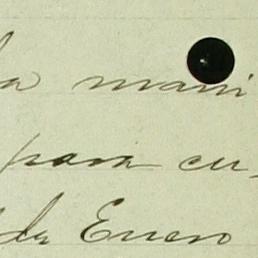 la mani
para cu
de Enero